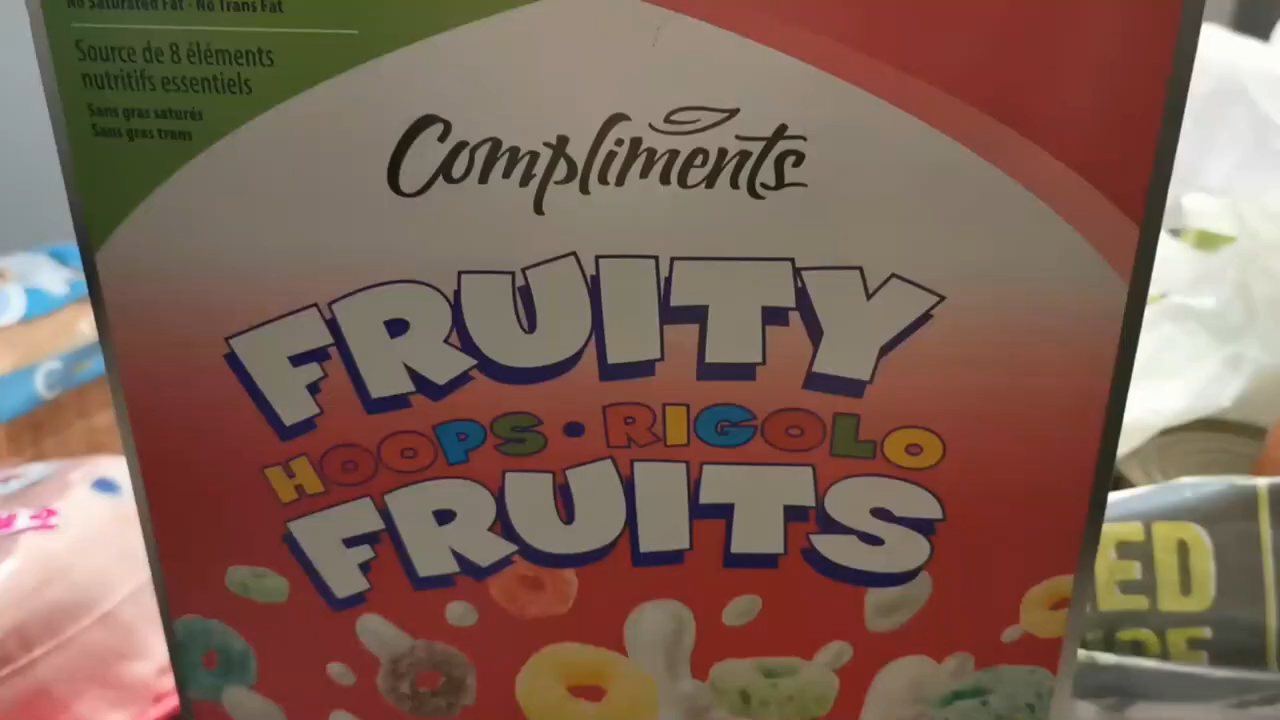 No Saturated Fat · No Trans Fat
Source de 8 éléments
nutritifs essentiels
Sans gras saturés
Sans gras trans
Compliments
FRUITY
HOOPS · RIGOLO
FRUITS
ED